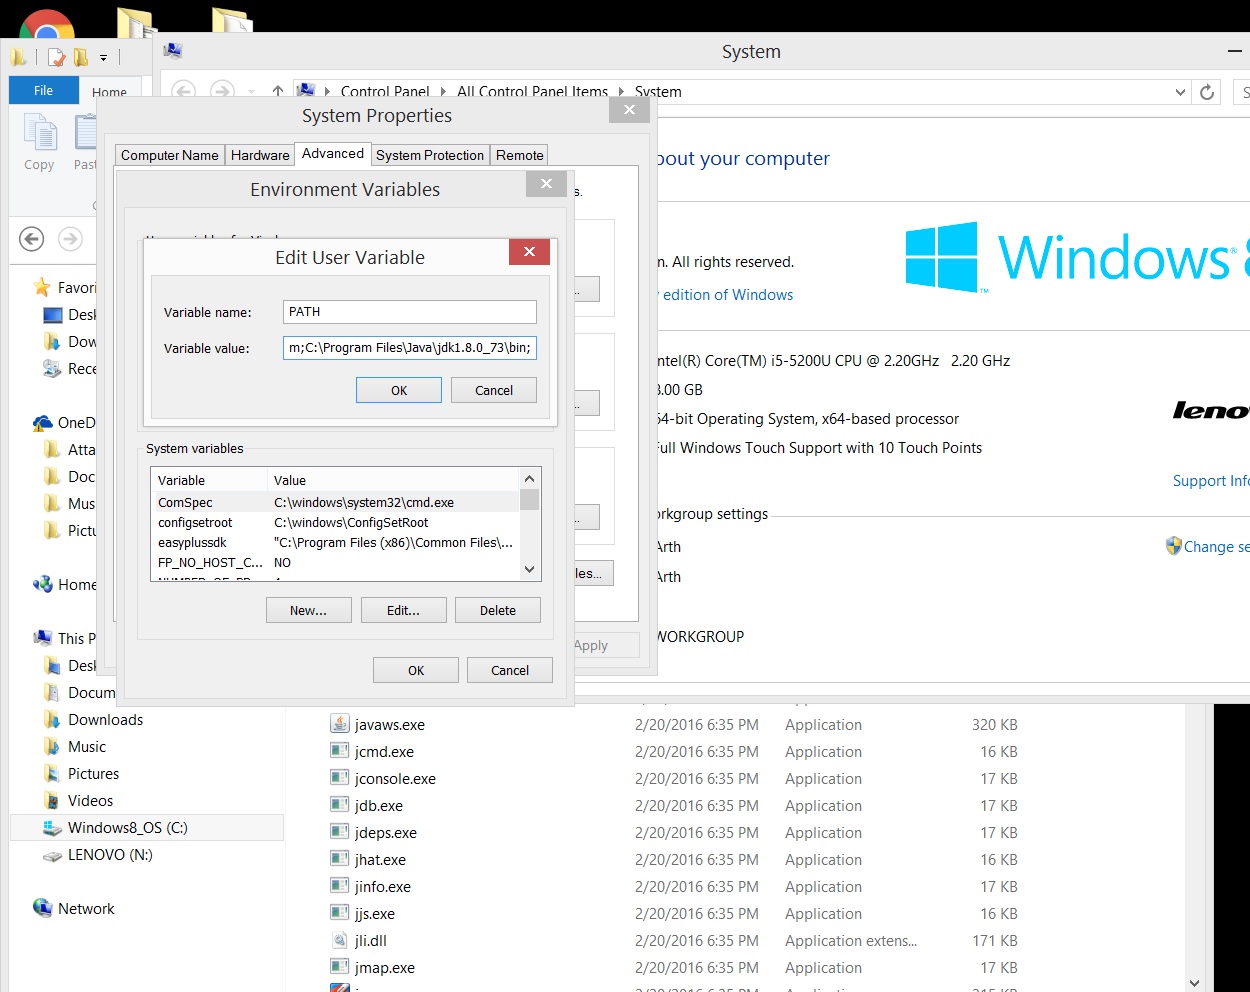 System
File
Home
Control Panel
All Control Panel Items
System
System Properties
Copy
Computer Name
Hardware
Advanced
System Protection
Remote
bout your computer
Environment Variables
s.
Edit User Variable
Windows®
n. All rights reserved.
edition of Windows
Variable name:
PATH
Variable value:
m;C:\Program Files\Java\jdk1.8.0_73\bin;
OK
Cancel
ntel(R) Core(TM) i5-5200U CPU @ 2.20GHz 2.20 GHz
.00 GB
4-bit Operating System, x64-based processor
ull Windows Touch Support with 10 Touch Points
leno
Support Inf
System variables
Variable
Value
ComSpec
C:\windows\system32\cmd.exe
configsetroot
C:\windows\ConfigSetRoot
easyplussdk
"C:\Program Files (x86)\Common Files\...
FP_NO_HOST_C...
NO
rkgroup settings
Arth
Change se
les...
Arth
New...
Edit...
Delete
WORKGROUP
Apply
OK
Cancel
Favori
Desk
Dow
Rece
OneD
Atta
Doc
Mus
Pictu
Home
This P
Desk
Docum
Downloads
Music
Pictures
Videos
Windows8_OS (C:)
LENOVO (N:)
Network
javaws.exe 2/20/2016 6:35 PM Application 320 KB
jcmd.exe 2/20/2016 6:35 PM Application 16 KB
jconsole.exe 2/20/2016 6:35 PM Application 17 KB
jdb.exe 2/20/2016 6:35 PM Application 17 KB
jdeps.exe 2/20/2016 6:35 PM Application 17 KB
jhat.exe 2/20/2016 6:35 PM Application 16 KB
jinfo.exe 2/20/2016 6:35 PM Application 17 KB
jjs.exe 2/20/2016 6:35 PM Application 16 KB
jli.dll 2/20/2016 6:35 PM Application extens... 171 KB
jmap.exe 2/20/2016 6:35 PM Application 17 KB